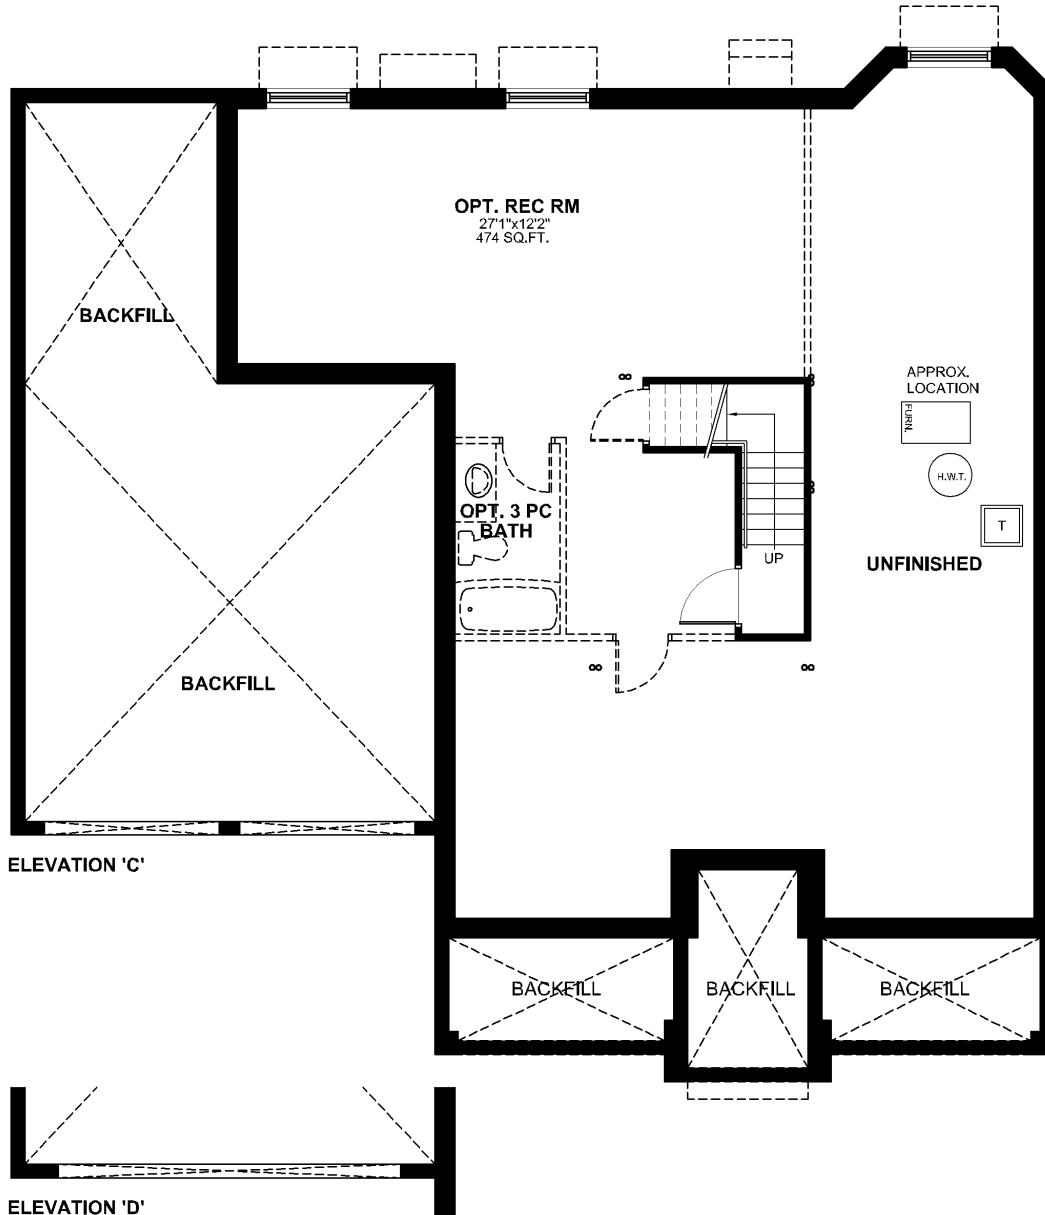 OPT. REC RM
27'1"x12'2"
474 SQ.FT.
BACKFILL
APPROX.
LOCATION
FURN.
H.W.T.
OPT. 3 PC
BATH
T
UP
UNFINISHED
BACKFILL
ELEVATION 'C'
BACKFILL
BACKFILL
BACKFILL
ELEVATION 'D'